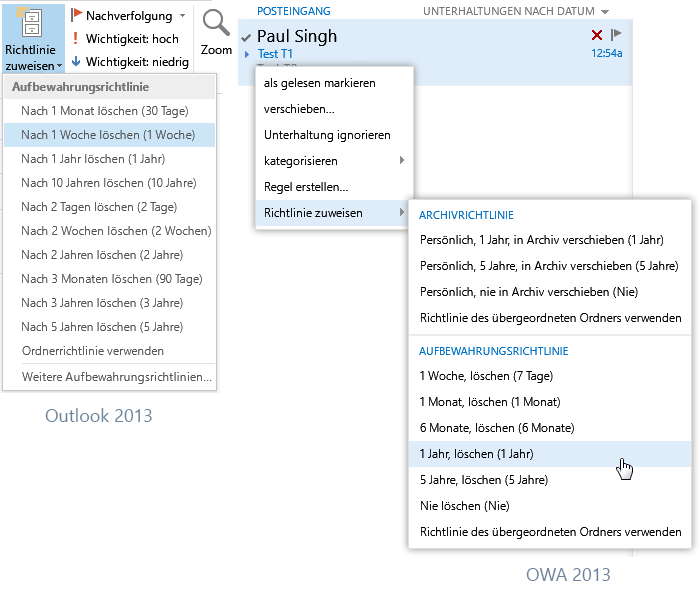 Richtlinie
zuweisen
Nachverfolgung
Wichtigkeit: hoch
Wichtigkeit: niedrig
Zoom
Aufbewahrungsrichtlinie
Nach 1 Monat löschen (30 Tage)
Nach 1 Woche löschen (1 Woche)
Nach 1 Jahr löschen (1 Jahr)
Nach 10 Jahren löschen (10 Jahre)
Nach 2 Tagen löschen (2 Tage)
Nach 2 Wochen löschen (2 Wochen)
Nach 2 Jahren löschen (2 Jahre)
Nach 3 Monaten löschen (90 Tage)
Nach 3 Jahren löschen (3 Jahre)
Nach 5 Jahren löschen (5 Jahre)
Ordnerrichtlinie verwenden
Weitere Aufbewahrungsrichtlinien...
Outlook 2013
POSTEINGANG
UNTERHALTUNGEN NACH DATUM
Paul Singh
Test T1
12:54a
als gelesen markieren
verschieben...
Unterhaltung ignorieren
kategorisieren
Regel erstellen...
Richtlinie zuweisen
ARCHIVRICHTLINIE
Persönlich, 1 Jahr, in Archiv verschieben (1 Jahr)
Persönlich, 5 Jahre, in Archiv verschieben (5 Jahre)
Persönlich, nie in Archiv verschieben (Nie)
Richtlinie des übergeordneten Ordners verwenden
AUFBEWAHRUNGSRICHTLINIE
1 Woche, löschen (7 Tage)
1 Monat, löschen (1 Monat)
6 Monate, löschen (6 Monate)
1 Jahr, löschen (1 Jahr)
5 Jahre, löschen (5 Jahre)
Nie löschen (Nie)
Richtlinie des übergeordneten Ordners verwenden
OWA 2013